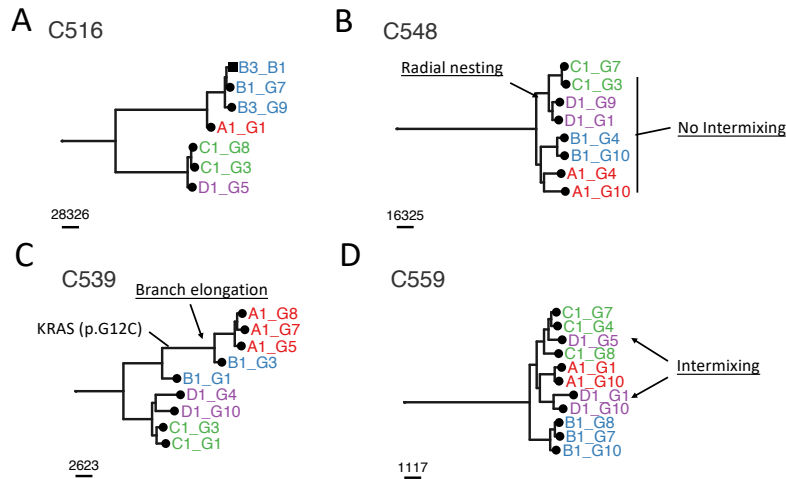 A
C516
B3_B1
B1_G7
B3_G9
A1_G1
C1_G8
C1_G3
D1_G5
28326
B
C548
Radial nesting
C1_G7
C1_G3
D1_G9
D1_G1
B1_G4
B1_G10
A1_G4
A1_G10
No Intermixing
16325
C
C539
Branch elongation
KRAS (p.G12C)
A1_G8
A1_G7
A1_G5
B1_G3
B1_G1
D1_G4
D1_G10
C1_G3
C1_G1
2623
D
C559
C1_G7
C1_G4
D1_G5
C1_G8
A1_G1
A1_G10
D1_G1
D1_G10
B1_G8
B1_G7
B1_G10
Intermixing
1117